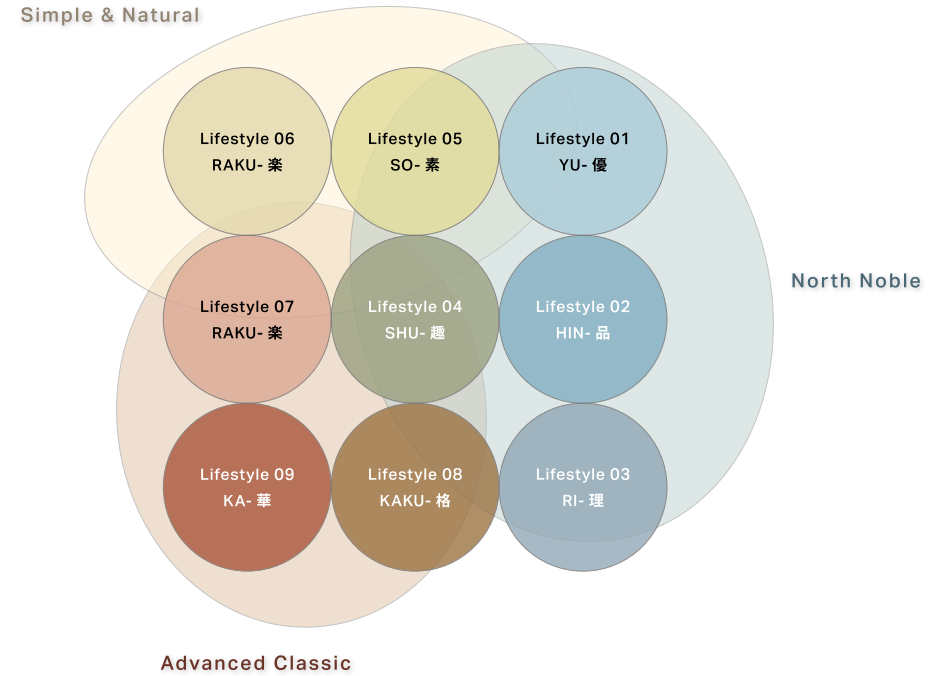 Simple & Natural
Lifestyle 06
RAKU- 楽
Lifestyle 05
SO- 素
Lifestyle 01
YU- 優
North Noble
Lifestyle 07
RAKU- 楽
Lifestyle 04
SHU- 趣
Lifestyle 02
HIN- 品
Lifestyle 09
KA- 華
Lifestyle 08
KAKU- 格
Lifestyle 03
RI- 理
Advanced Classic